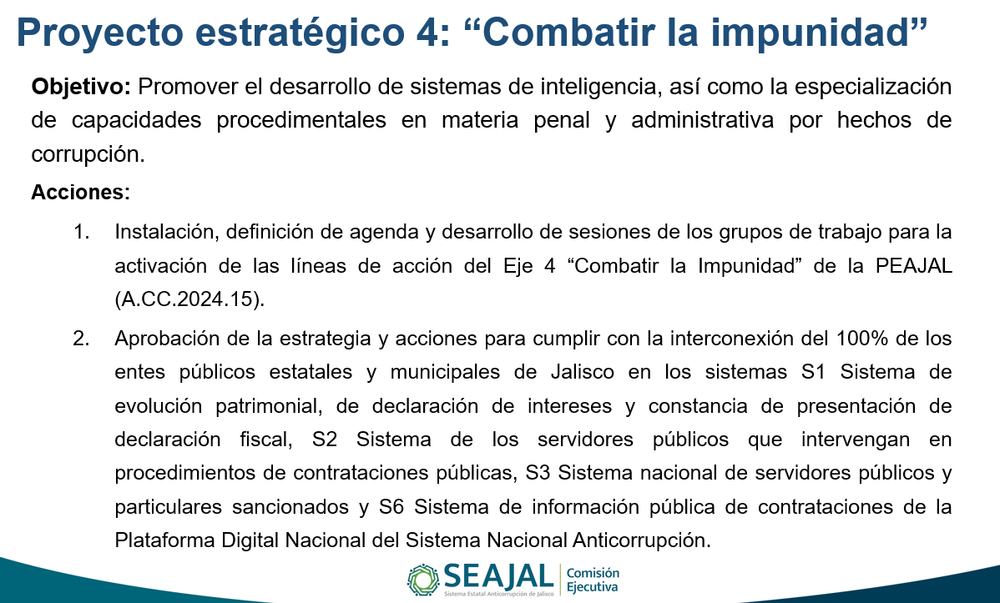 Proyecto estratégico 4: “Combatir la impunidad”
Objetivo: Promover el desarrollo de sistemas de inteligencia, así como la especialización
de capacidades procedimentales en materia penal y administrativa por hechos de
corrupción.
Acciones:
1. Instalación, definición de agenda y desarrollo de sesiones de los grupos de trabajo para la
activación de las líneas de acción del Eje 4 “Combatir la Impunidad” de la PEAJAL
(A.CC.2024.15).
2. Aprobación de la estrategia y acciones para cumplir con la interconexión del 100% de los
entes públicos estatales y municipales de Jalisco en los sistemas S1 Sistema de
evolución patrimonial, de declaración de intereses y constancia de presentación de
declaración fiscal, S2 Sistema de los servidores públicos que intervengan en
procedimientos de contrataciones públicas, S3 Sistema nacional de servidores públicos y
particulares sancionados y S6 Sistema de información pública de contrataciones de la
Plataforma Digital Nacional del Sistema Nacional Anticorrupción.
SEAJAL
Sistema Estatal Anticorrupción de Jalisco
Comisión
Ejecutiva